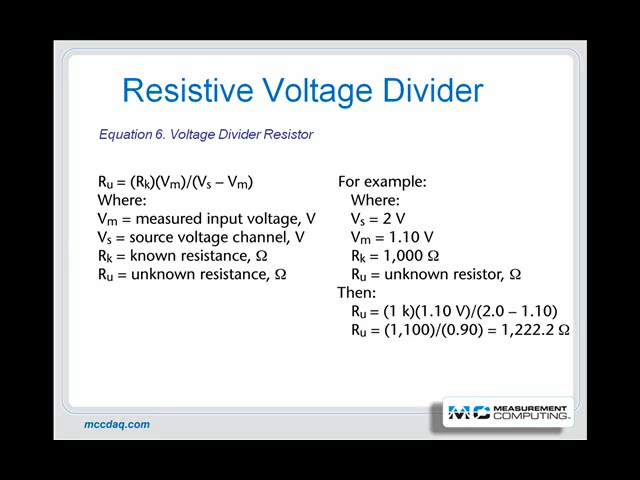 Resistive Voltage Divider
Equation 6. Voltage Divider Resistor
Ru = (Rk)(Vm)/(Vs – Vm)
Where:
Vm = measured input voltage, V
Vs = source voltage channel, V
Rk = known resistance, Ω
Ru = unknown resistance, Ω
For example:
Where:
Vs = 2 V
Vm = 1.10 V
Rk = 1,000 Ω
Ru = unknown resistor, Ω
Then:
Ru = (1 k)(1.10 V)/(2.0 – 1.10)
Ru = (1,100)/(0.90) = 1,222.2 Ω
mccdaq.com
MC MEASUREMENT
COMPUTING